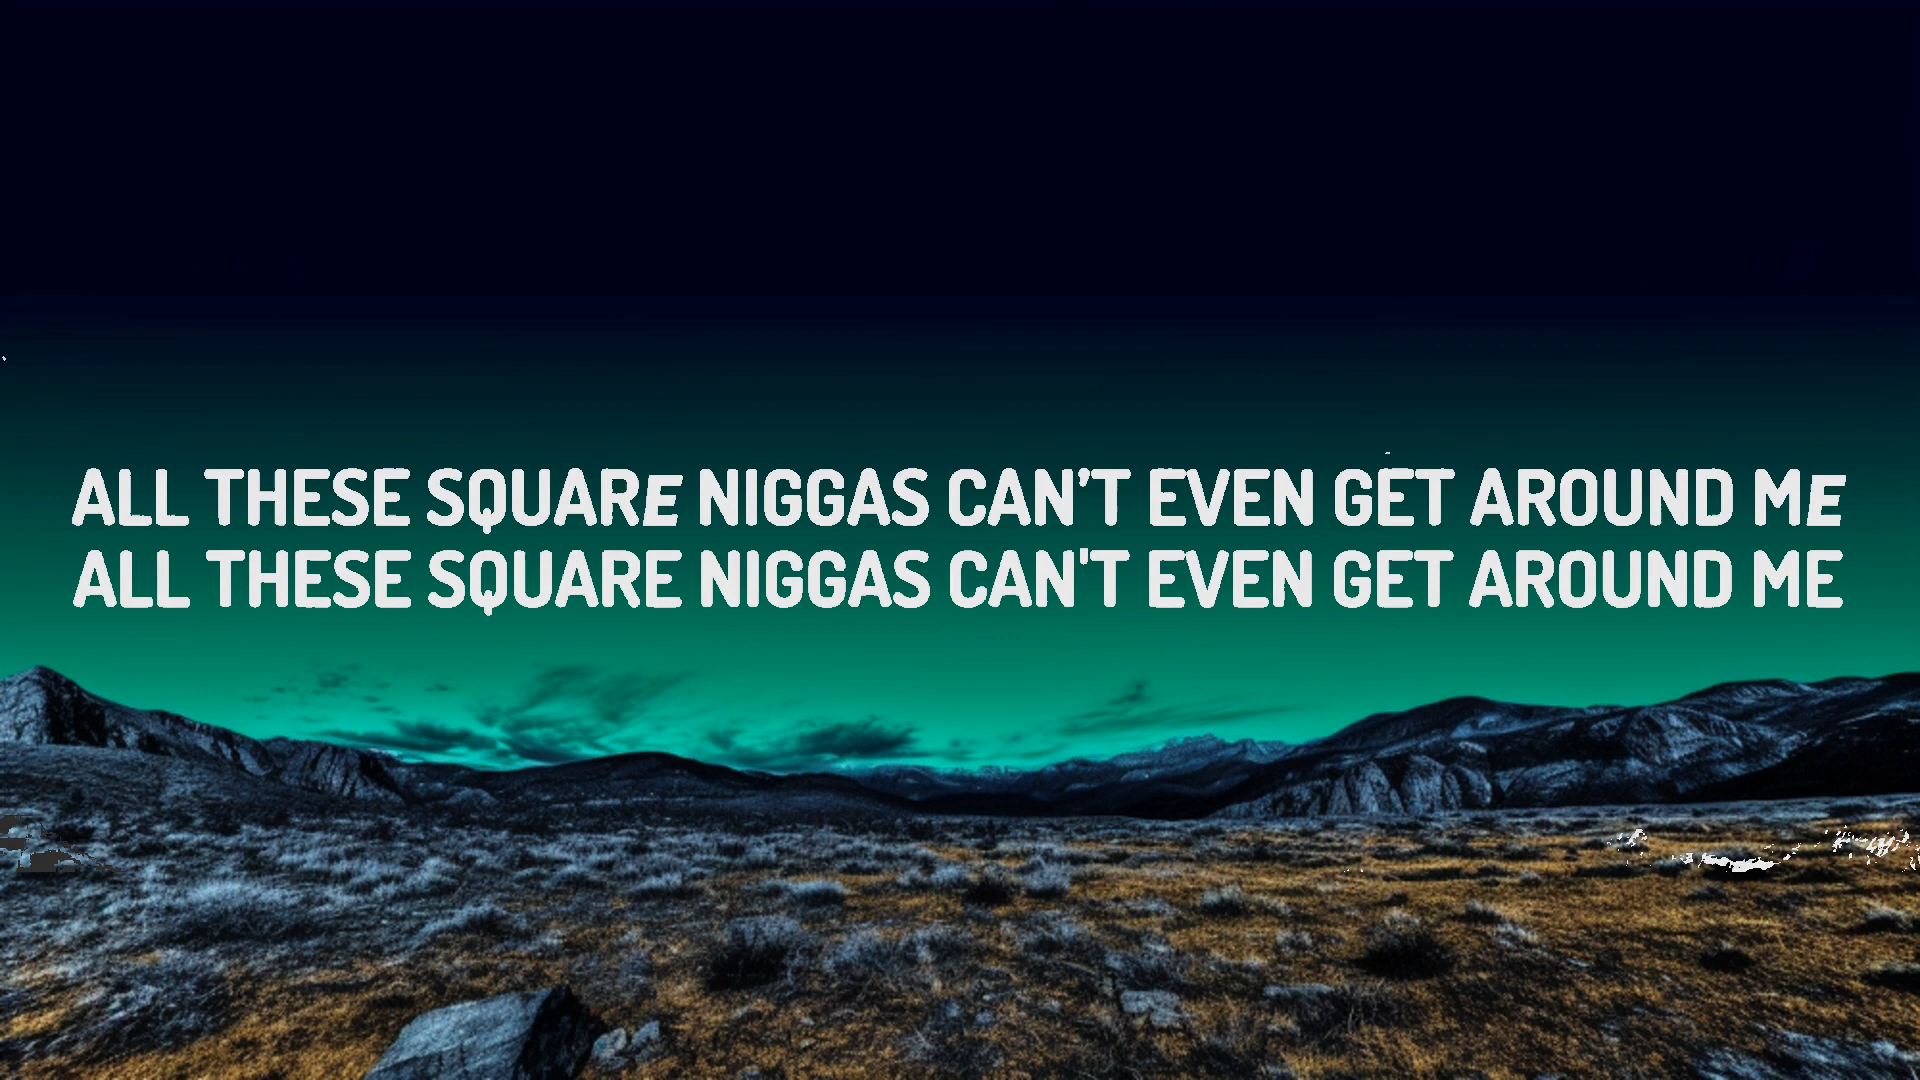 ALL THESE SQUARE NIGGAS CAN’T EVEN GET AROUND ME
ALL THESE SQUARE NIGGAS CAN'T EVEN GET AROUND ME